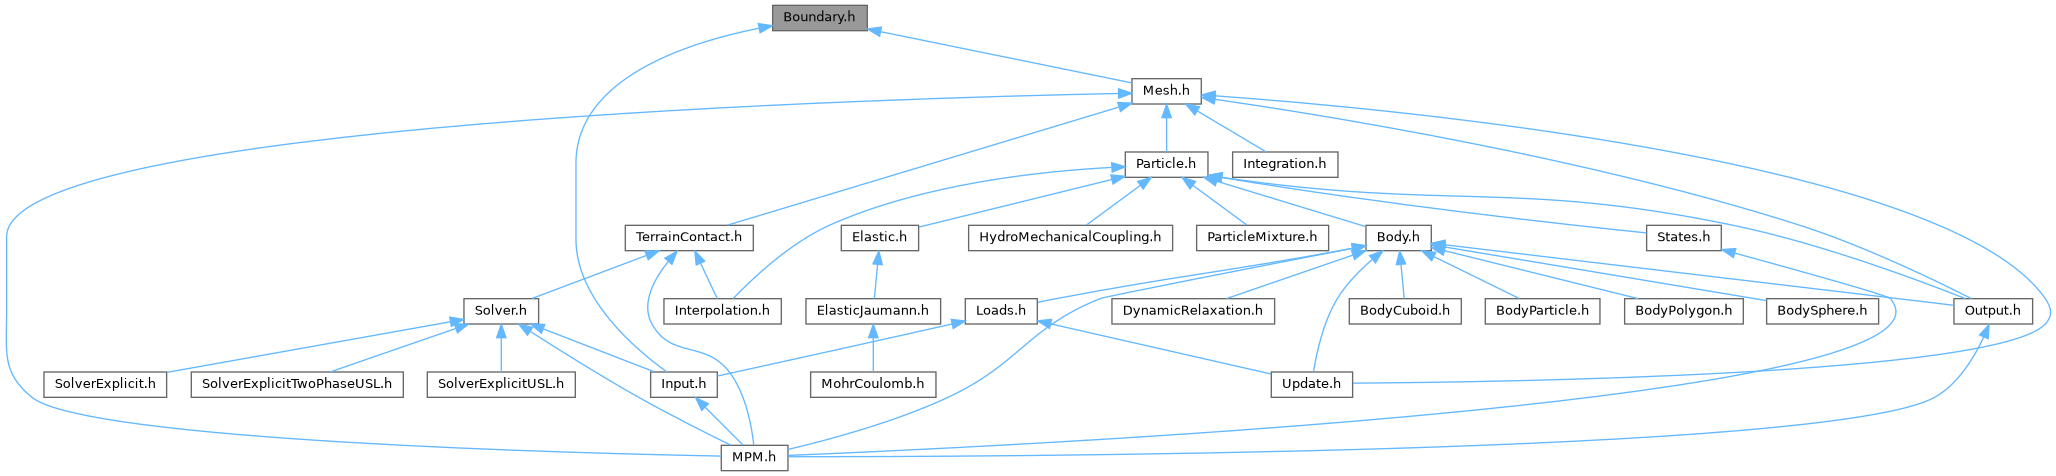 Boundary.h
Mesh.h
Particle.h
Integration.h
TerrainContact.h
Elastic.h
HydroMechanicalCoupling.h
ParticleMixture.h
Body.h
States.h
Solver.h
Interpolation.h
ElasticJaumann.h
Loads.h
DynamicRelaxation.h
BodyCuboid.h
BodyParticle.h
BodyPolygon.h
BodySphere.h
Output.h
SolverExplicit.h
SolverExplicitTwoPhaseUSL.h
SolverExplicitUSL.h
Input.h
MohrCoulomb.h
Update.h
MPM.h